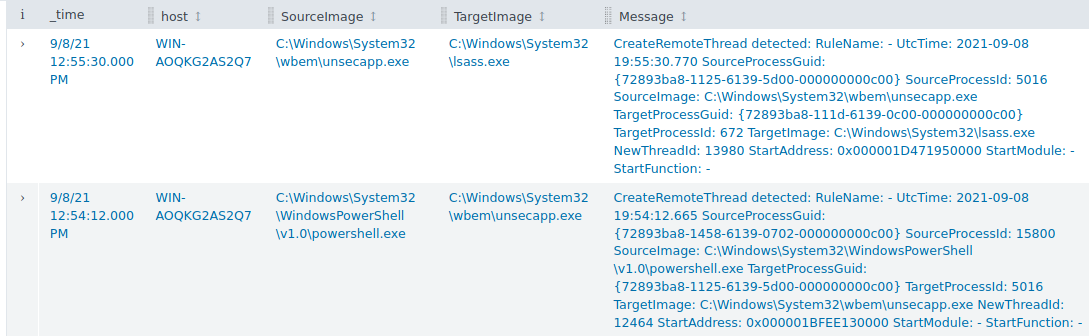 i _time host SourceImage TargetImage Message
› 9/8/21 WIN- C:\Windows\System32 C:\Windows\System32 CreateRemoteThread detected: RuleName: - UtcTime: 2021-09-08
12:55:30.000 AOQKG2AS2Q7 \wbem\unsecapp.exe \lsass.exe 19:55:30.770 SourceProcessGuid:
PM {72893ba8-1125-6139-5d00-000000000c00} SourceProcessId: 5016
SourceImage: C:\Windows\System32\wbem\unsecapp.exe
TargetProcessGuid: {72893ba8-111d-6139-0c00-000000000c00}
TargetProcessId: 672 TargetImage: C:\Windows\System32\lsass.exe
NewThreadId: 13980 StartAddress: 0x000001D471950000 StartModule: -
StartFunction: -
› 9/8/21 WIN- C:\Windows\System32 C:\Windows\System32 CreateRemoteThread detected: RuleName: - UtcTime: 2021-09-08
12:54:12.000 AOQKG2AS2Q7 \WindowsPowerShell \wbem\unsecapp.exe 19:54:12.665 SourceProcessGuid:
PM \v1.0\powershell.exe {72893ba8-1458-6139-0702-000000000c00} SourceProcessId: 15800
SourceImage: C:\Windows\System32\WindowsPowerShell
\v1.0\powershell.exe TargetProcessGuid:
{72893ba8-1125-6139-5d00-000000000c00} TargetProcessId: 5016
TargetImage: C:\Windows\System32\wbem\unsecapp.exe NewThreadId:
12464 StartAddress: 0x000001BFEE130000 StartModule: - StartFunction: -